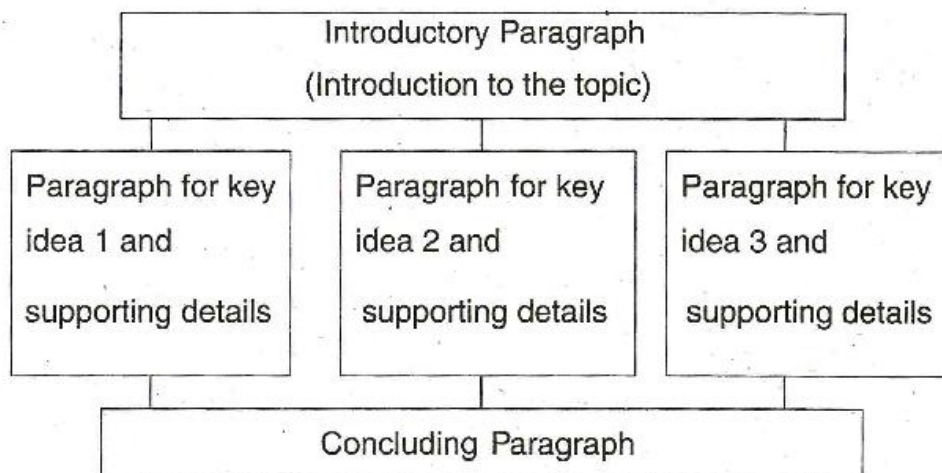 Introductory Paragraph
(Introduction to the topic)
Paragraph for key
idea 1 and
supporting details
Paragraph for key
idea 2 and
supporting details
Paragraph for key
idea 3 and
supporting details
Concluding Paragraph